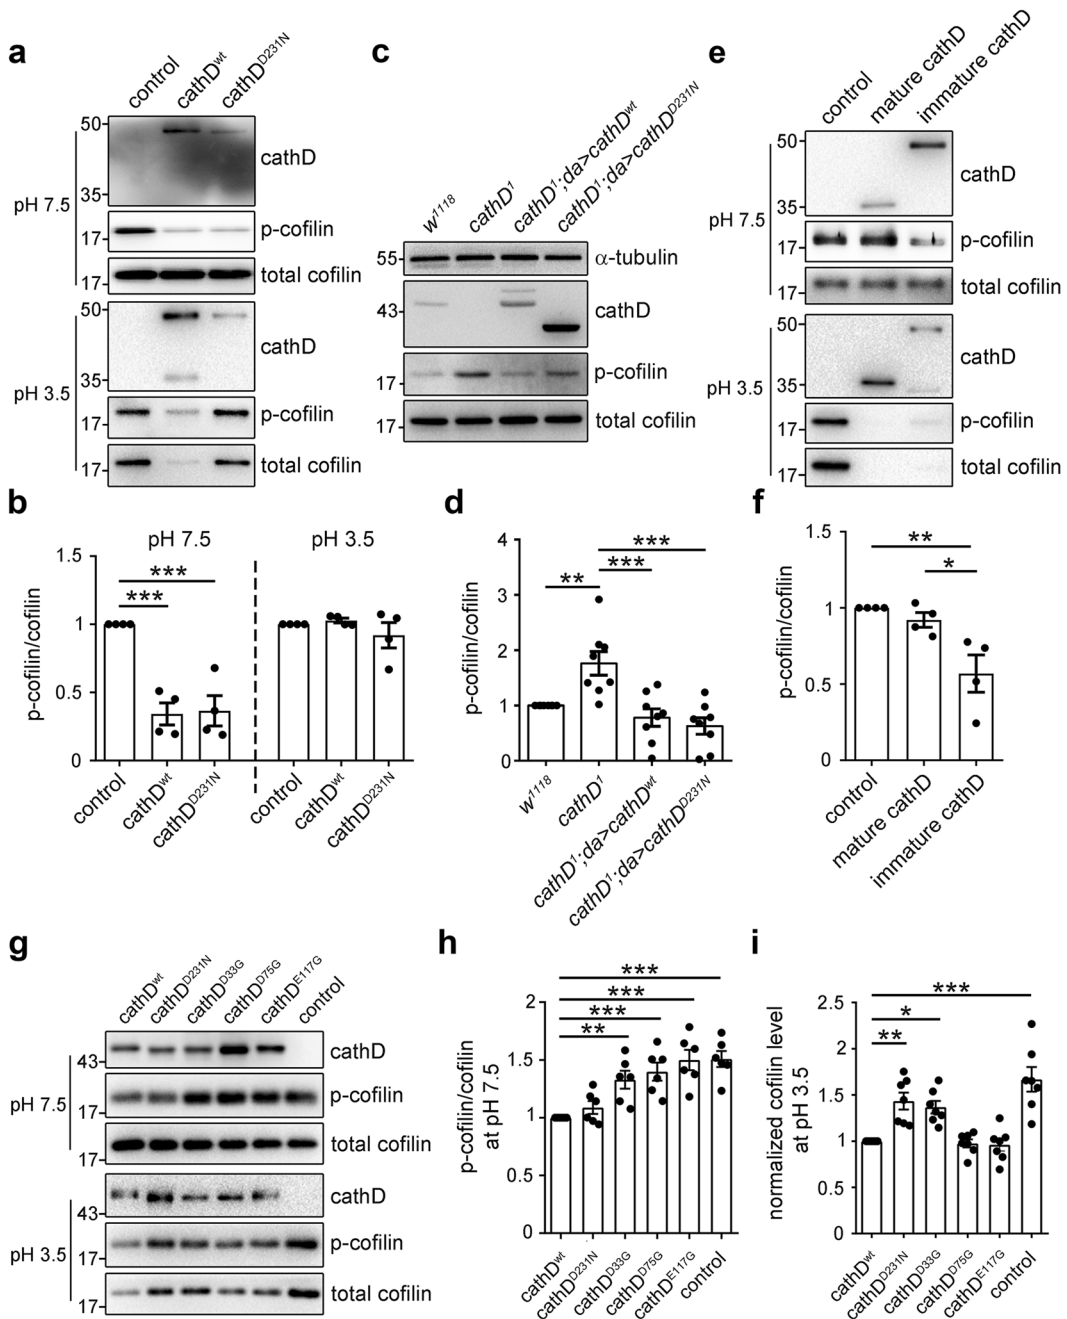 a
control
cathDwt
cathDD231N
pH 7.5
50
35
cathD
17
p-cofilin
17
total cofilin
pH 3.5
50
35
cathD
17
p-cofilin
17
total cofilin
b
pH 7.5
pH 3.5
p-cofilin/cofilin
1.5
1
0.5
0
***
***
control
cathDwt
cathDD231N
control
cathDwt
cathDD231N
c
w1118
cathD1
cathD1;da>cathDwt
cathD1;da>cathDD231N
55
α-tubulin
43
cathD
17
p-cofilin
17
total cofilin
d
p-cofilin/cofilin
4
3
2
1
0
***
***
**
w1118
cathD1
cathD1;da>cathDwt
cathD1;da>cathDD231N
e
control
mature cathD
immature cathD
pH 7.5
50
35
cathD
17
p-cofilin
17
total cofilin
pH 3.5
50
35
cathD
17
p-cofilin
17
total cofilin
f
p-cofilin/cofilin
1.5
1
0.5
0
**
*
control
mature cathD
immature cathD
g
cathDwt
cathDD231N
cathDD33G
cathDD75G
cathDE117G
control
pH 7.5
43
cathD
17
p-cofilin
17
total cofilin
pH 3.5
43
cathD
17
p-cofilin
17
total cofilin
h
p-cofilin/cofilin
at pH 7.5
2
1.5
1
0.5
0
***
***
***
**
cathDwt
cathDD231N
cathDD33G
cathDD75G
cathDE117G
control
i
normalized cofilin level
at pH 3.5
2.5
2
1.5
1
0.5
0
***
*
**
cathDwt
cathDD231N
cathDD33G
cathDD75G
cathDE117G
control